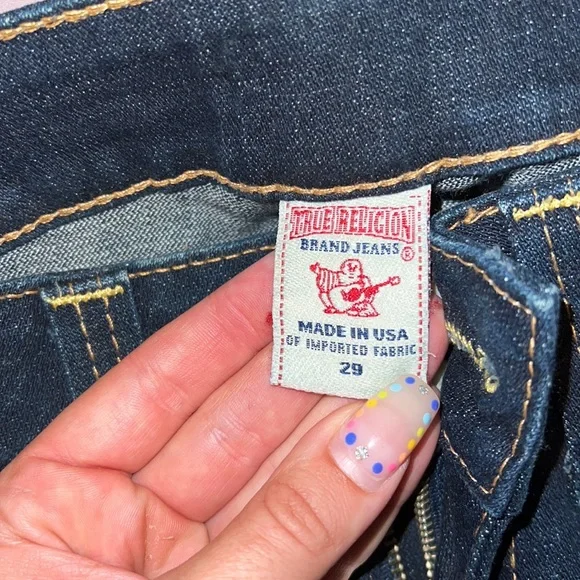 TRUE RELIGION
BRAND JEANS ®
MADE IN USA
OF IMPORTED FABRIC
29